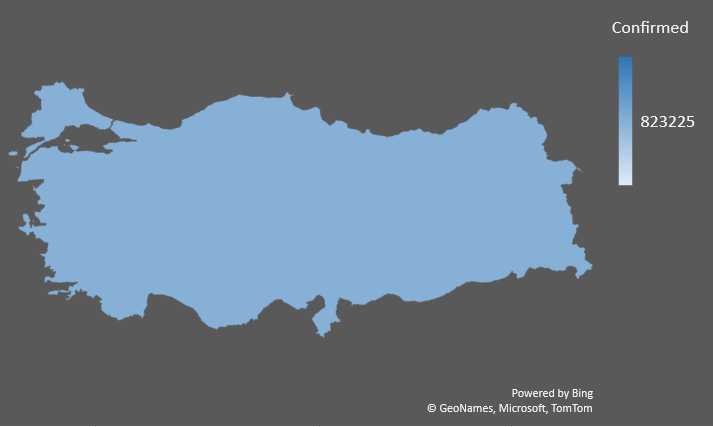 Confirmed
823225
Powered by Bing
© GeoNames, Microsoft, TomTom